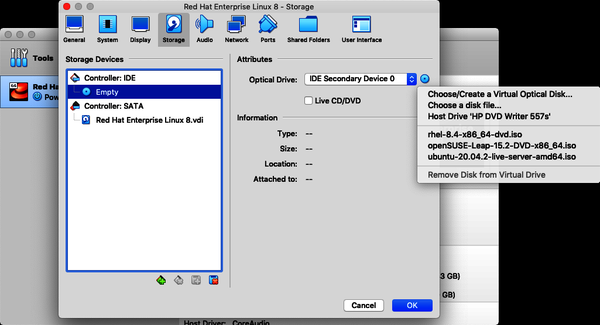 Red Hat Enterprise Linux 8 - Storage
General
System
Display
Storage
Audio
Network
Ports
Shared Folders
User Interface
Tools
Red Ha
Pow
Storage Devices
Controller: IDE
Empty
Controller: SATA
Red Hat Enterprise Linux 8.vdi
Attributes
Optical Drive: IDE Secondary Device 0
Live CD/DVD
Information
Type: --
Size: --
Location: --
Attached to: --
Choose/Create a Virtual Optical Disk...
Choose a disk file...
Host Drive 'HP DVD Writer 557s'
rhel-8.4-x86_64-dvd.iso
openSUSE-Leap-15.2-DVD-x86_64.iso
ubuntu-20.04.2-live-server-amd64.iso
Remove Disk from Virtual Drive
3 GB)
GB)
Cancel
OK
Host Driver: CoreAudio